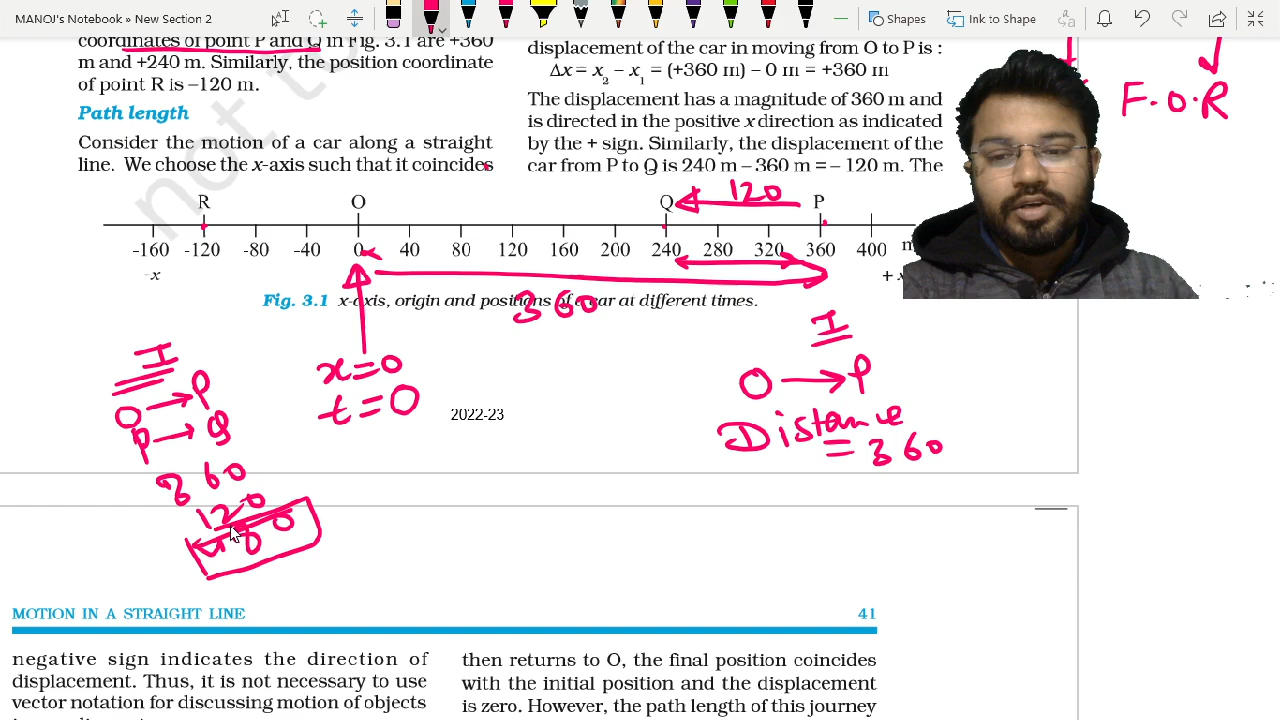 MANOJ's Notebook » New Section 2
Shapes
Ink to Shape
coordinates of point P and Q in Fig. 3.1 are +360
m and +240 m. Similarly, the position coordinate
of point R is –120 m.
Path length
Consider the motion of a car along a straight
line. We choose the x-axis such that it coincides
displacement of the car in moving from O to P is :
Δx = x2 – x1 = (+360 m) – 0 m = +360 m
The displacement has a magnitude of 360 m and
is directed in the positive x direction as indicated
by the + sign. Similarly, the displacement of the
car from P to Q is 240 m – 360 m = – 120 m. The
F.O.R
not
120
R O Q P
-160 -120 -80 -40 0 40 80 120 160 200 240 280 320 360 400 m
-x + x
Fig. 3.1 x-axis, origin and positions of a car at different times.
360
I
O → P
P → Q
360
120
480
x=0
t=0
I
O → P
Distance
= 360
2022-23
MOTION IN A STRAIGHT LINE 41
negative sign indicates the direction of
displacement. Thus, it is not necessary to use
vector notation for discussing motion of objects
then returns to O, the final position coincides
with the initial position and the displacement
is zero. However, the path length of this journey